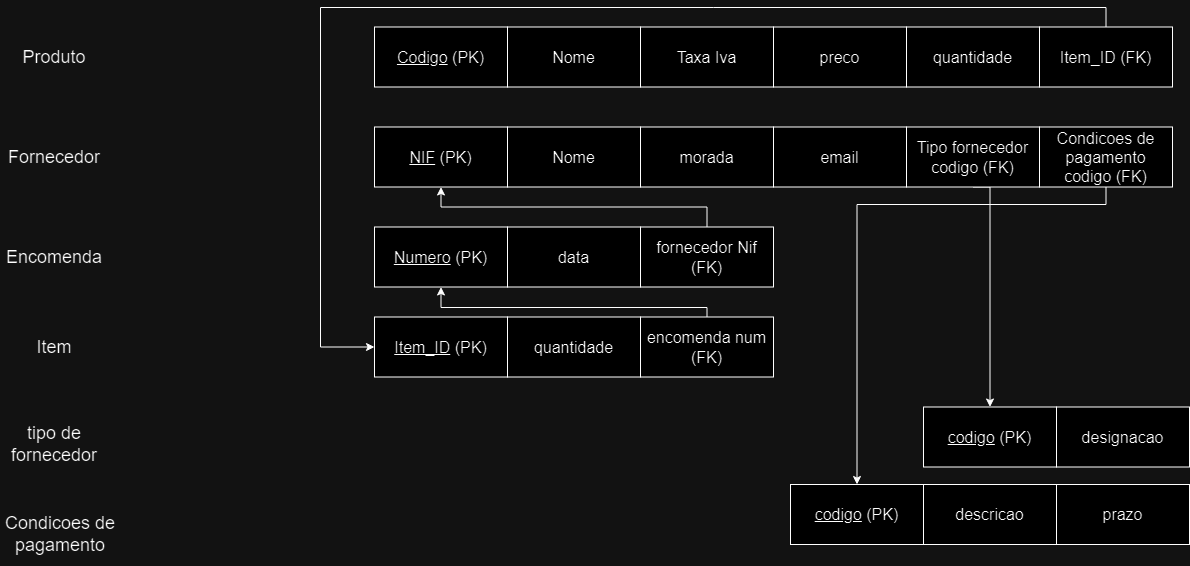 Produto
Codigo (PK)
Nome
Taxa Iva
preco
quantidade
Item_ID (FK)
Fornecedor
NIF (PK)
Nome
morada
email
Tipo fornecedor
codigo (FK)
Condicoes de
pagamento
codigo (FK)
Encomenda
Numero (PK)
data
fornecedor Nif
(FK)
Item
Item_ID (PK)
quantidade
encomenda num
(FK)
tipo de
fornecedor
codigo (PK)
designacao
Condicoes de
pagamento
codigo (PK)
descricao
prazo